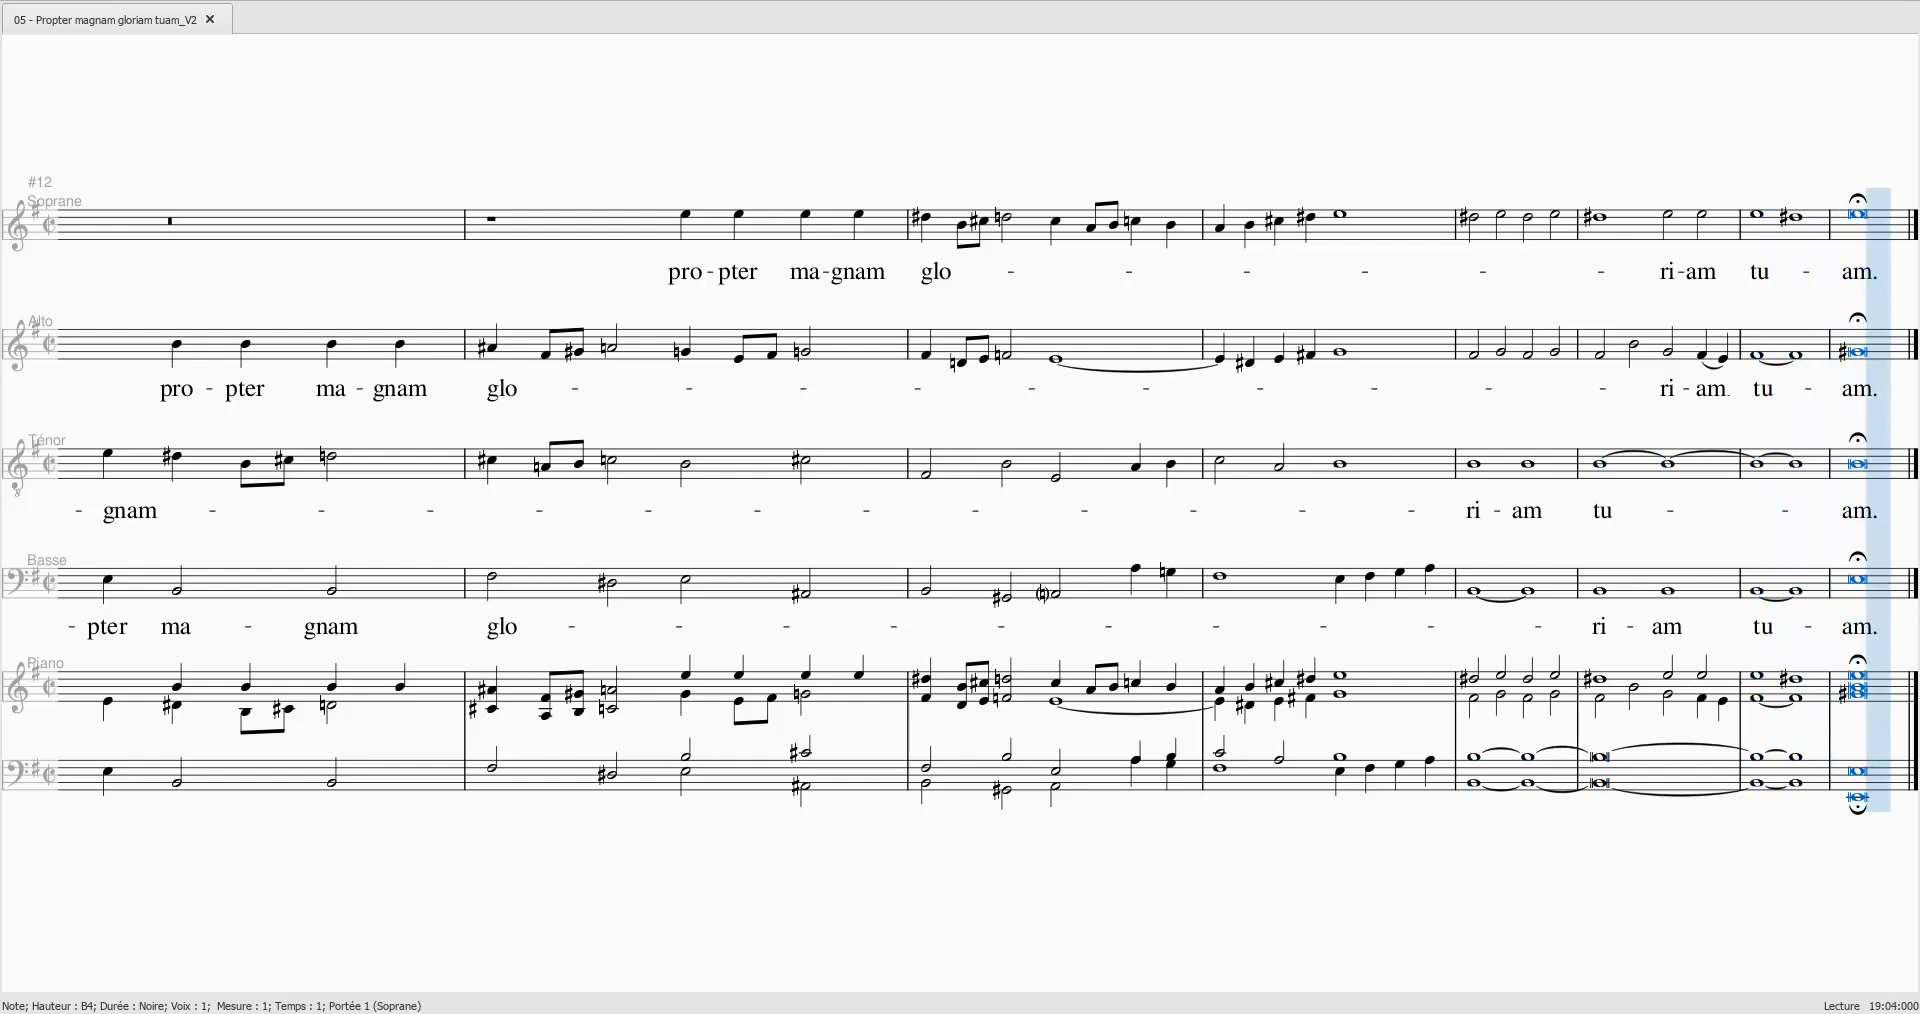 05 - Propter magnam gloriam tuam_V2
#12
Soprane
pro - pter ma - gnam glo - - - - - - ri - am tu - am.
Alto
pro - pter ma - gnam glo - - - - - - - - - - ri - am tu - am.
Ténor
- gnam - - - - - - - - - - - - ri - am tu - - am.
Basse
- pter ma - gnam glo - - - - - - - - - - ri - am tu - am.
Piano
Note; Hauteur : B4; Durée : Noire; Voix : 1; Mesure : 1; Temps : 1; Portée 1 (Soprane)
Lecture 19:04:000